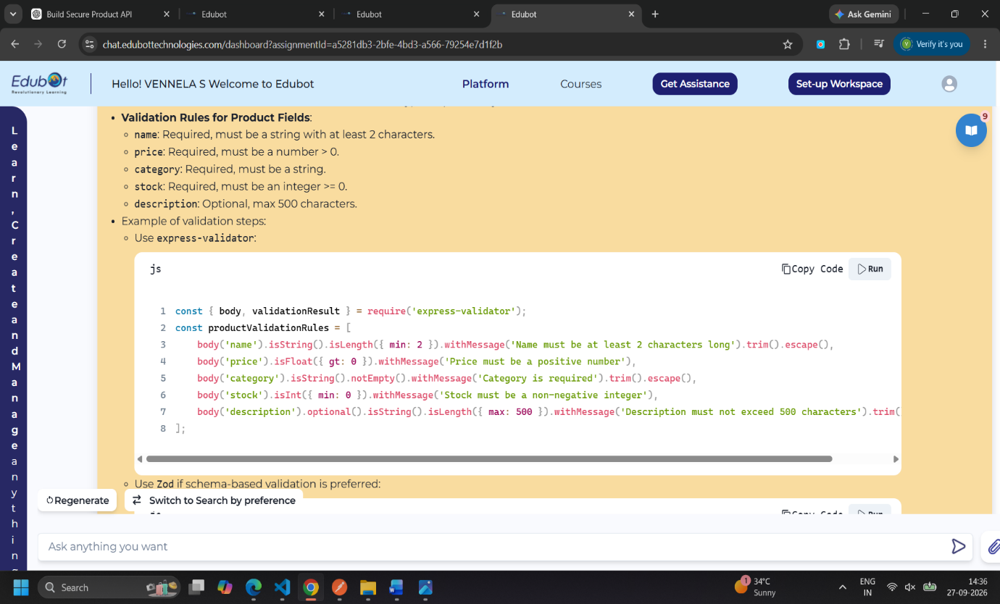 Build Secure Product API
Edubot
Edubot
Edubot
Ask Gemini
chat.edubottechnologies.com/dashboard?assignmentId=a5281db3-2bfe-4bd3-a566-79254e7d1f2b
V
Verify it's you
Edubot
Revolutionary Learning
Hello! VENNELA S Welcome to Edubot
Platform
Courses
Get Assistance
Set-up Workspace
Learn, Create and Manage anything
9
• Validation Rules for Product Fields:
name: Required, must be a string with at least 2 characters.
price: Required, must be a number > 0.
category: Required, must be a string.
stock: Required, must be an integer >= 0.
description: Optional, max 500 characters.
• Example of validation steps:
Use express-validator:
js
Copy Code
Run
1 const { body, validationResult } = require('express-validator');
2 const productValidationRules = [
3 body('name').isString().isLength({ min: 2 }).withMessage('Name must be at least 2 characters long').trim().escape(),
4 body('price').isFloat({ gt: 0 }).withMessage('Price must be a positive number'),
5 body('category').isString().notEmpty().withMessage('Category is required').trim().escape(),
6 body('stock').isInt({ min: 0 }).withMessage('Stock must be a non-negative integer'),
7 body('description').optional().isString().isLength({ max: 500 }).withMessage('Description must not exceed 500 characters').trim(
8 ];
Use Zod if schema-based validation is preferred:
Regenerate
Switch to Search by preference
Copy Code
Run
Ask anything you want
Search
1
34°C
Sunny
ENG
IN
14:36
27-09-2026